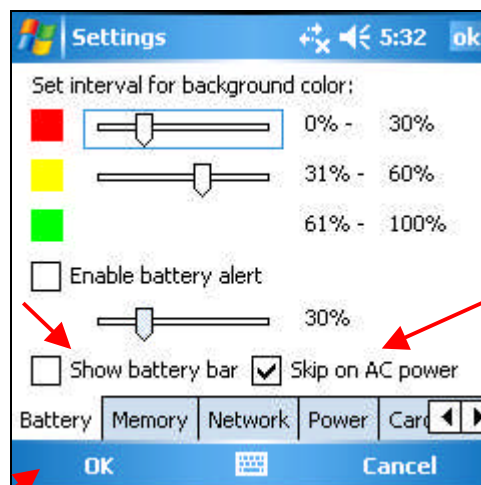 Settings 5:32 ok
Set interval for background color:
0% - 30%
31% - 60%
61% - 100%
Enable battery alert
30%
Show battery bar Skip on AC power
Battery Memory Network Power
OK Cancel